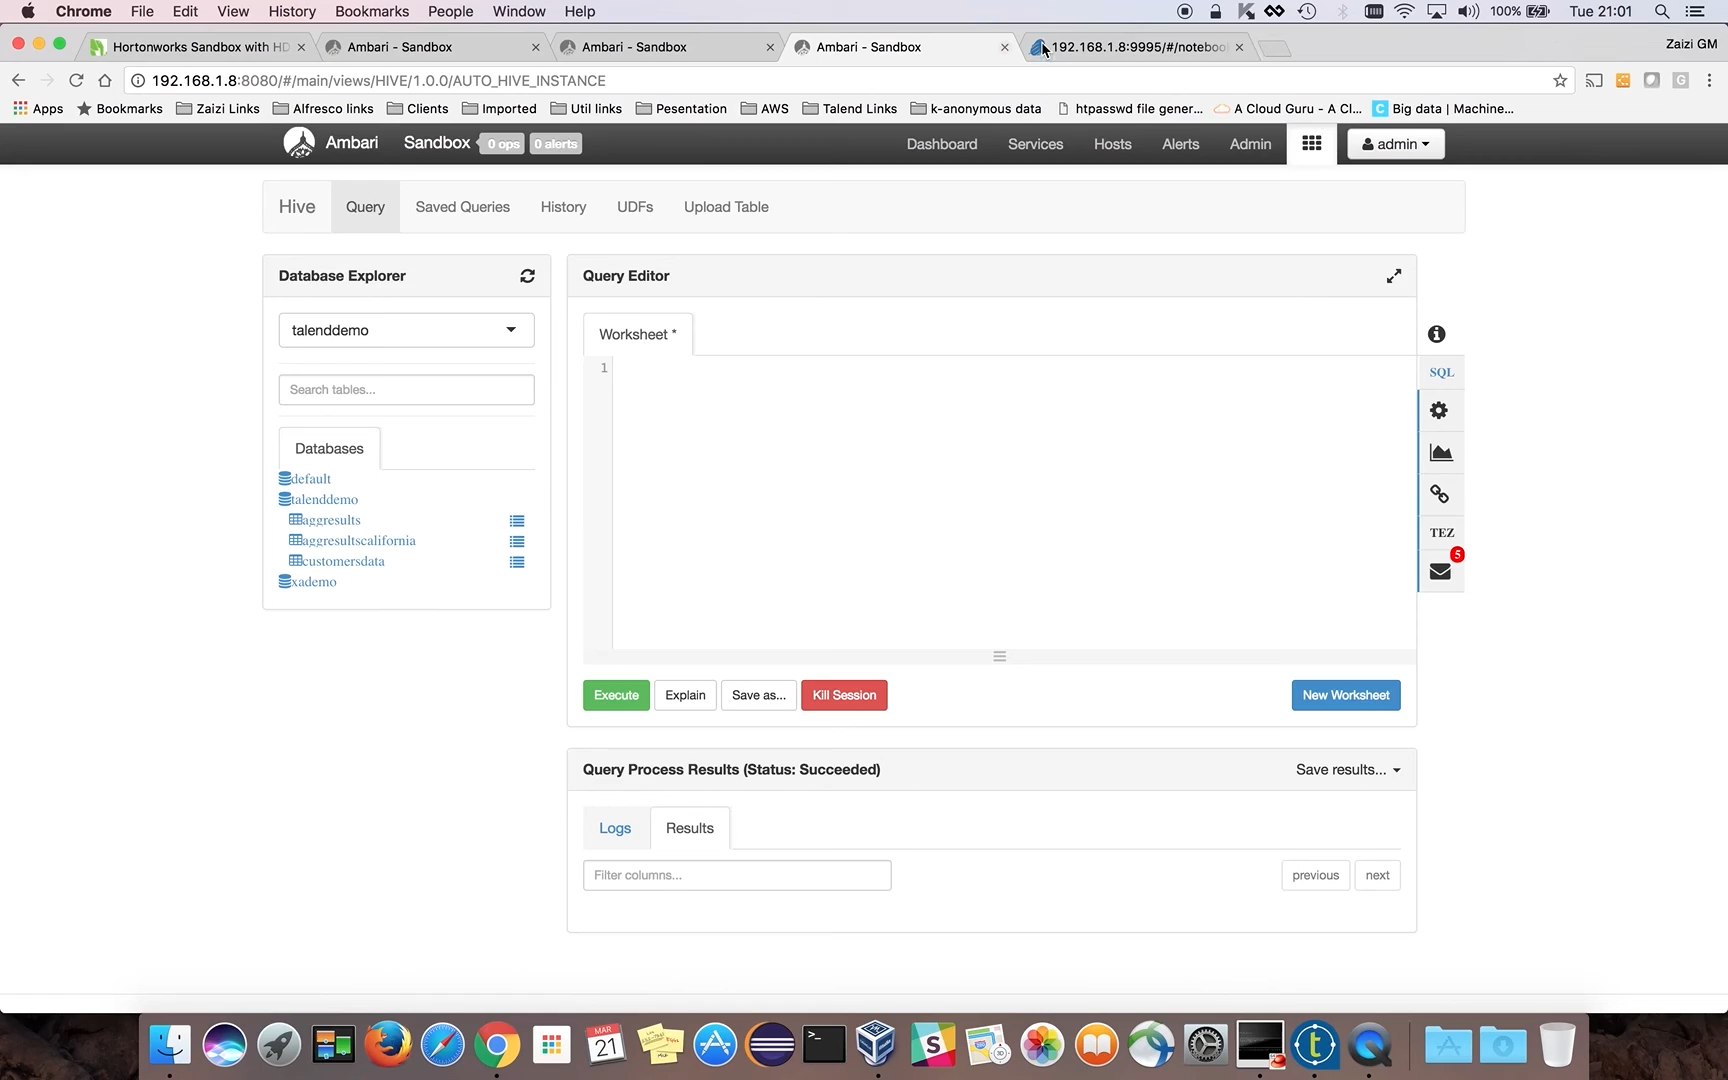 Chrome File Edit View History Bookmarks People Window Help 100% Tue 21:01
Hortonworks Sandbox with HD Ambari - Sandbox Ambari - Sandbox Ambari - Sandbox 192.168.1.8:9995/#/noteboo Zaizi GM
192.168.1.8:8080/#/main/views/HIVE/1.0.0/AUTO_HIVE_INSTANCE
Apps Bookmarks Zaizi Links Alfresco links Clients Imported Util links Pesentation AWS Talend Links k-anonymous data htpasswd file gener... A Cloud Guru - A Cl... C Big data | Machine...
Ambari Sandbox 0 ops 0 alerts Dashboard Services Hosts Alerts Admin admin
Hive Query Saved Queries History UDFs Upload Table
Database Explorer
talenddemo
Search tables...
Databases
default
talenddemo
aggresults
aggresultscalifornia
customersdata
xademo
Query Editor
Worksheet *
1
SQL
TEZ
5
Execute Explain Save as... Kill Session New Worksheet
Query Process Results (Status: Succeeded) Save results...
Logs Results
Filter columns... previous next
MAR
21